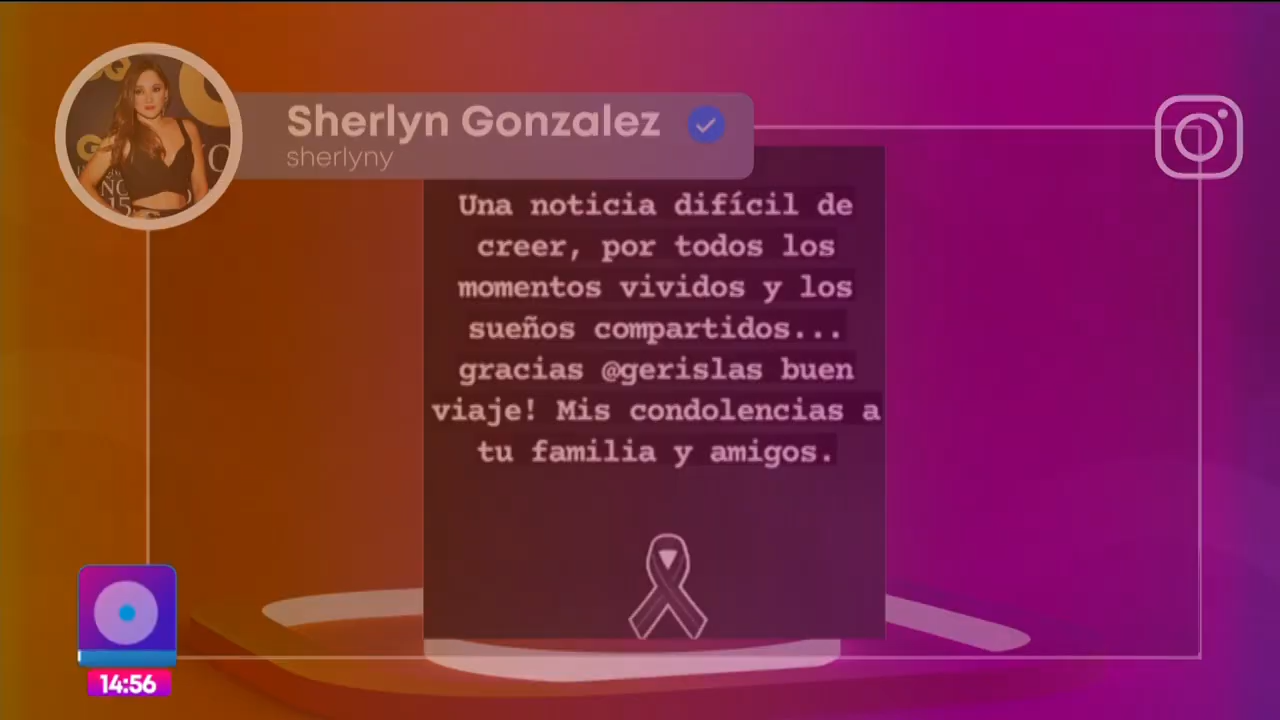 Sherlyn Gonzalez
sherlyny
Una noticia difícil de
creer, por todos los
momentos vividos y los
sueños compartidos...
gracias @gerislas buen
viaje! Mis condolencias a
tu familia y amigos.
14:56